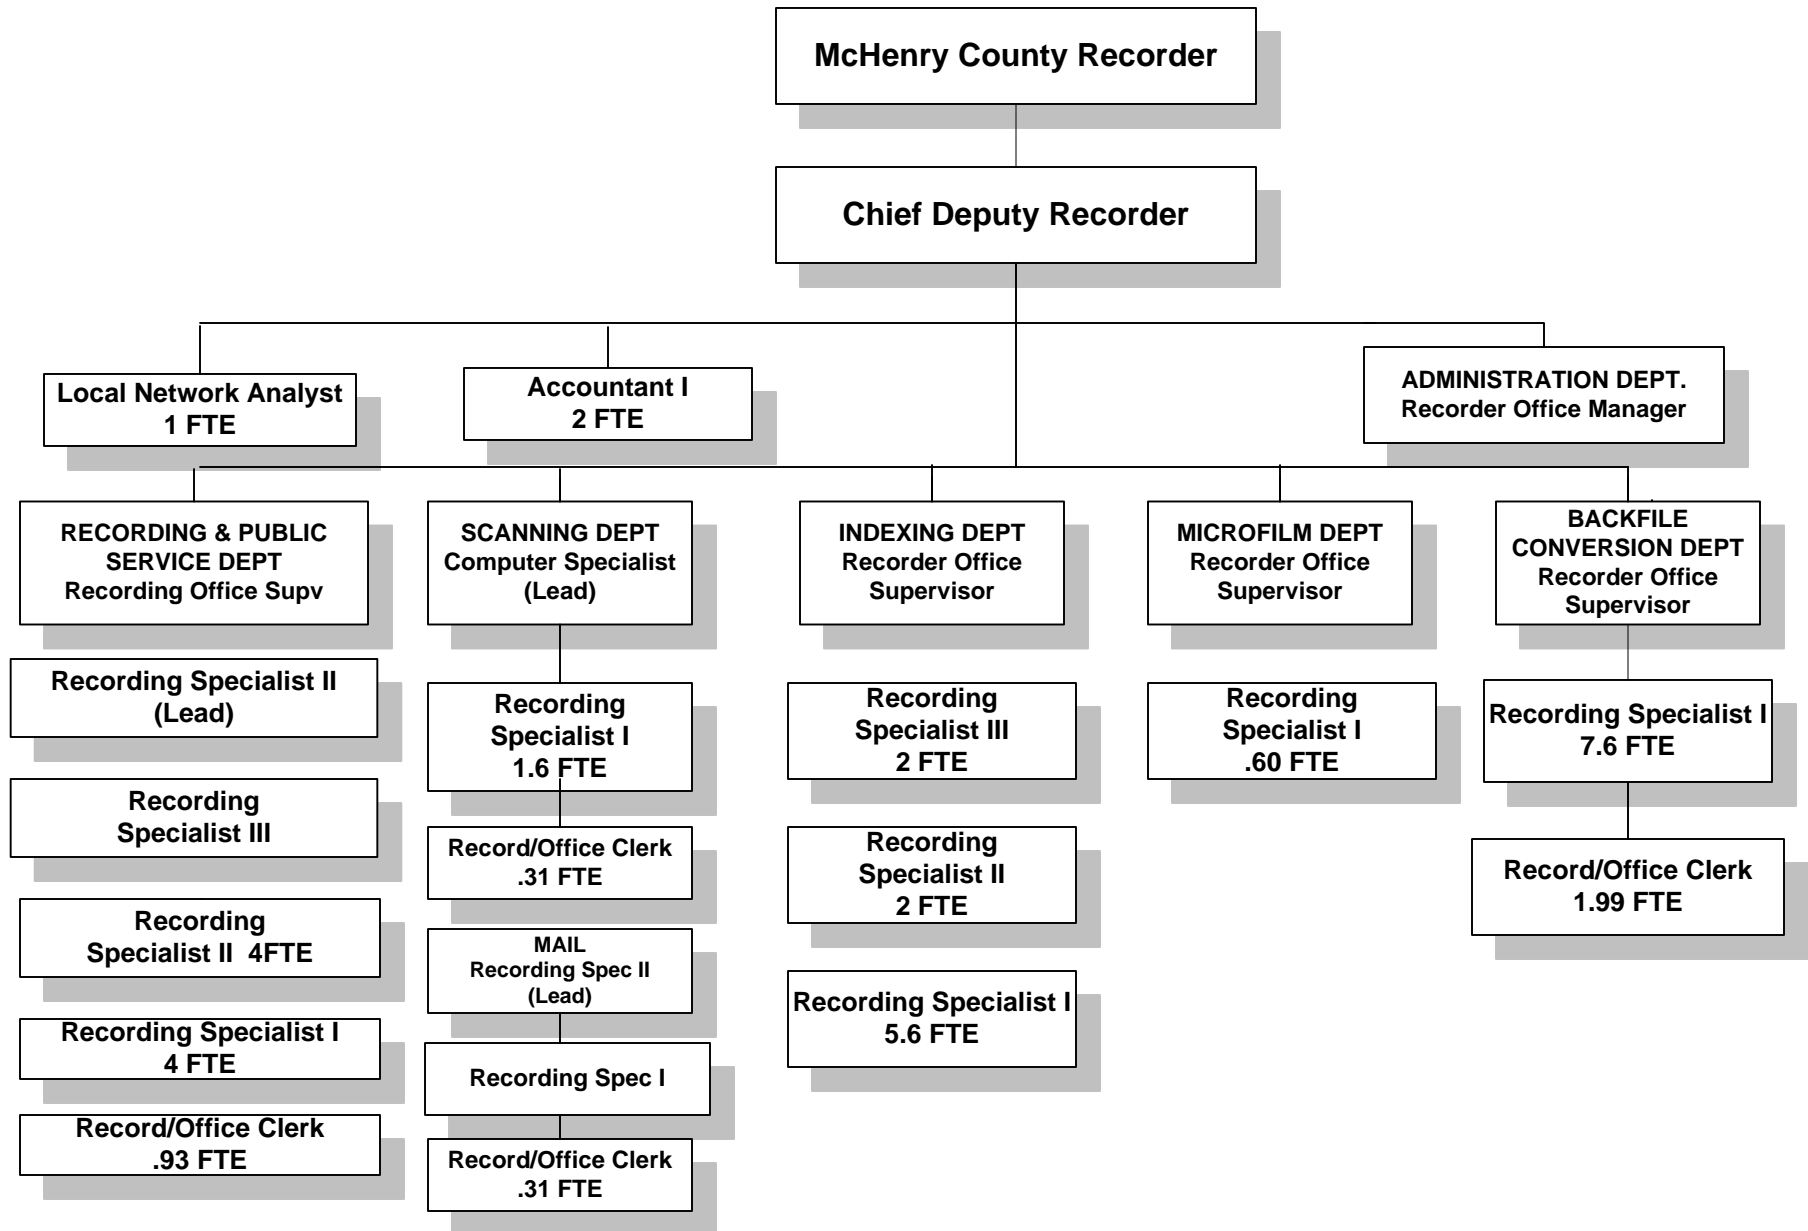 McHenry County Recorder
Chief Deputy Recorder
Local Network Analyst
1 FTE
Accountant I
2 FTE
ADMINISTRATION DEPT.
Recorder Office Manager
RECORDING & PUBLIC
SERVICE DEPT
Recording Office Supv
Recording Specialist II
(Lead)
Recording
Specialist III
Recording
Specialist II 4FTE
Recording Specialist I
4 FTE
Record/Office Clerk
.93 FTE
SCANNING DEPT
Computer Specialist
(Lead)
Recording
Specialist I
1.6 FTE
Record/Office Clerk
.31 FTE
MAIL
Recording Spec II
(Lead)
Recording Spec I
Record/Office Clerk
.31 FTE
INDEXING DEPT
Recorder Office
Supervisor
Recording
Specialist III
2 FTE
Recording
Specialist II
2 FTE
Recording Specialist I
5.6 FTE
MICROFILM DEPT
Recorder Office
Supervisor
Recording
Specialist I
.60 FTE
BACKFILE
CONVERSION DEPT
Recorder Office
Supervisor
Recording Specialist I
7.6 FTE
Record/Office Clerk
1.99 FTE